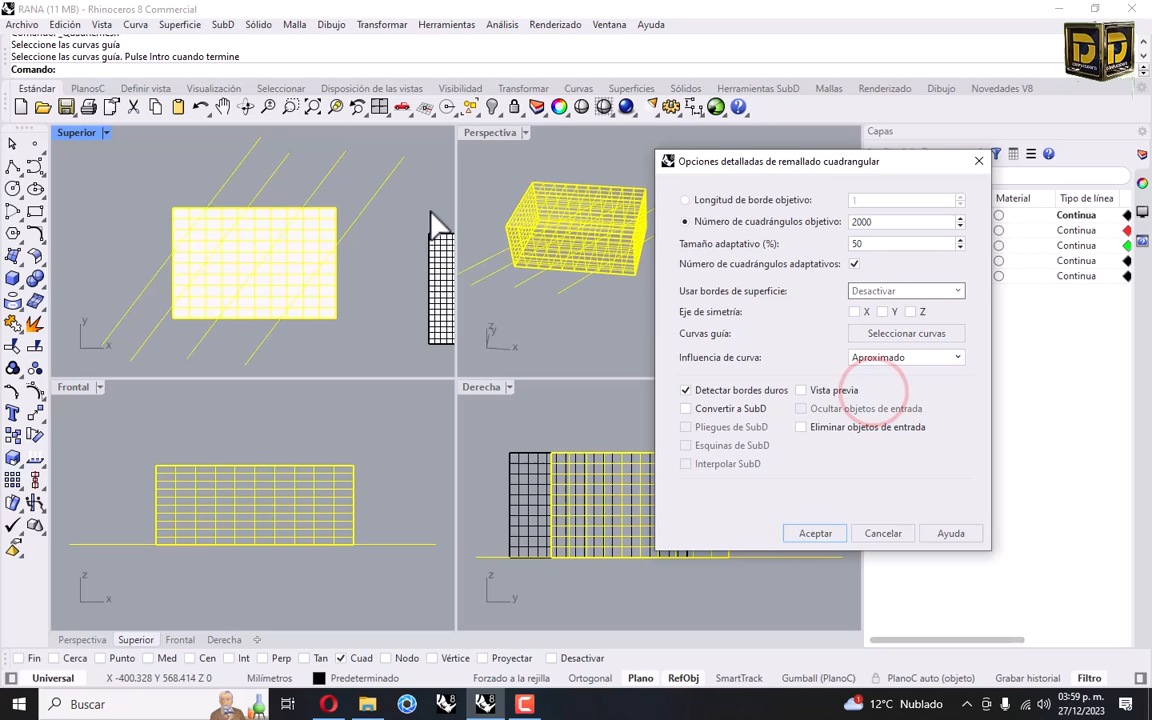 RANA (11 MB) - Rhinoceros 8 Commercial
Archivo Edición Vista Curva Superficie SubD Sólido Malla Dibujo Transformar Herramientas Análisis Renderizado Ventana Ayuda
Seleccione las curvas guía
Seleccione las curvas guía. Pulse Intro cuando termine
Comando:
Estándar PlanosC Definir vista Visualización Seleccionar Disposición de las vistas Visibilidad Transformar Curvas Superficies Sólidos Herramientas SubD Mallas Renderizado Dibujo Novedades V8
Superior
Perspectiva
Capas
Opciones detalladas de remallado cuadrangular
Longitud de borde objetivo: 1
Número de cuadrángulos objetivo: 2000
Tamaño adaptativo (%): 50
Número de cuadrángulos adaptativos:
Usar bordes de superficie: Desactivar
Eje de simetría: X Y Z
Curvas guía: Seleccionar curvas
Influencia de curva: Aproximado
Detectar bordes duros Vista previa
Convertir a SubD Ocultar objetos de entrada
Pliegues de SubD Eliminar objetos de entrada
Esquinas de SubD
Interpolar SubD
Aceptar Cancelar Ayuda
Material Tipo de línea
Continua
Continua
Continua
Continua
Continua
y
x
z
y
x
Frontal
Derecha
z
x
z
y
Perspectiva Superior Frontal Derecha
Fin Cerca Punto Med Cen Int Perp Tan Cuad Nodo Vértice Proyectar Desactivar
Universal X -400.328 Y 568.414 Z 0 Milímetros Predeterminado Forzado a la rejilla Ortogonal Plano RefObj SmartTrack Gumball (PlanoC) PlanoC auto (objeto) Grabar historial Filtro
Buscar
12°C Nublado
03:59 p. m.
27/12/2023